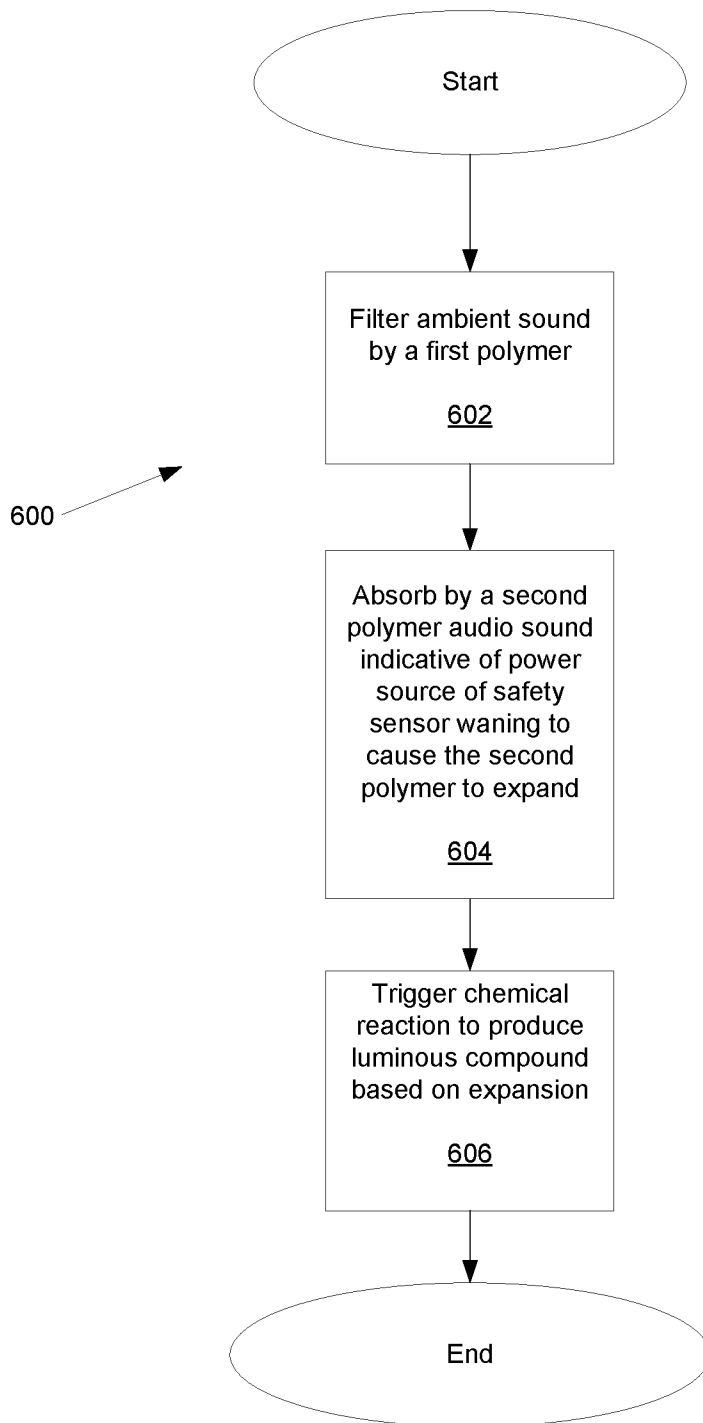 Start
Filter ambient sound
by a first polymer
602
600
Absorb by a second
polymer audio sound
indicative of power
source of safety
sensor waning to
cause the second
polymer to expand
604
Trigger chemical
reaction to produce
luminous compound
based on expansion
606
End